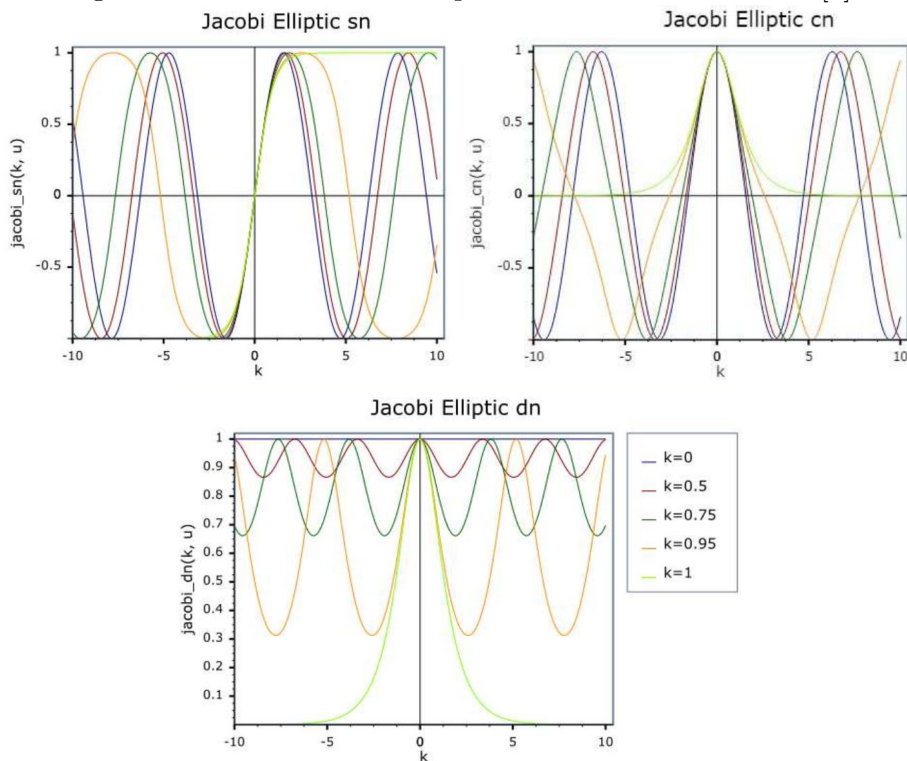 Jacobi Elliptic sn
1
0.5
0
-0.5
jacobi_sn(k, u)
-10
-5
0
5
10
k
Jacobi Elliptic cn
1
0.5
0
-0.5
jacobi_cn(k, u)
-10
-5
0
5
10
k
Jacobi Elliptic dn
1
0.9
0.8
0.7
0.6
0.5
0.4
0.3
0.2
0.1
jacobi_dn(k, u)
-10
-5
0
5
10
k
k=0
k=0.5
k=0.75
k=0.95
k=1